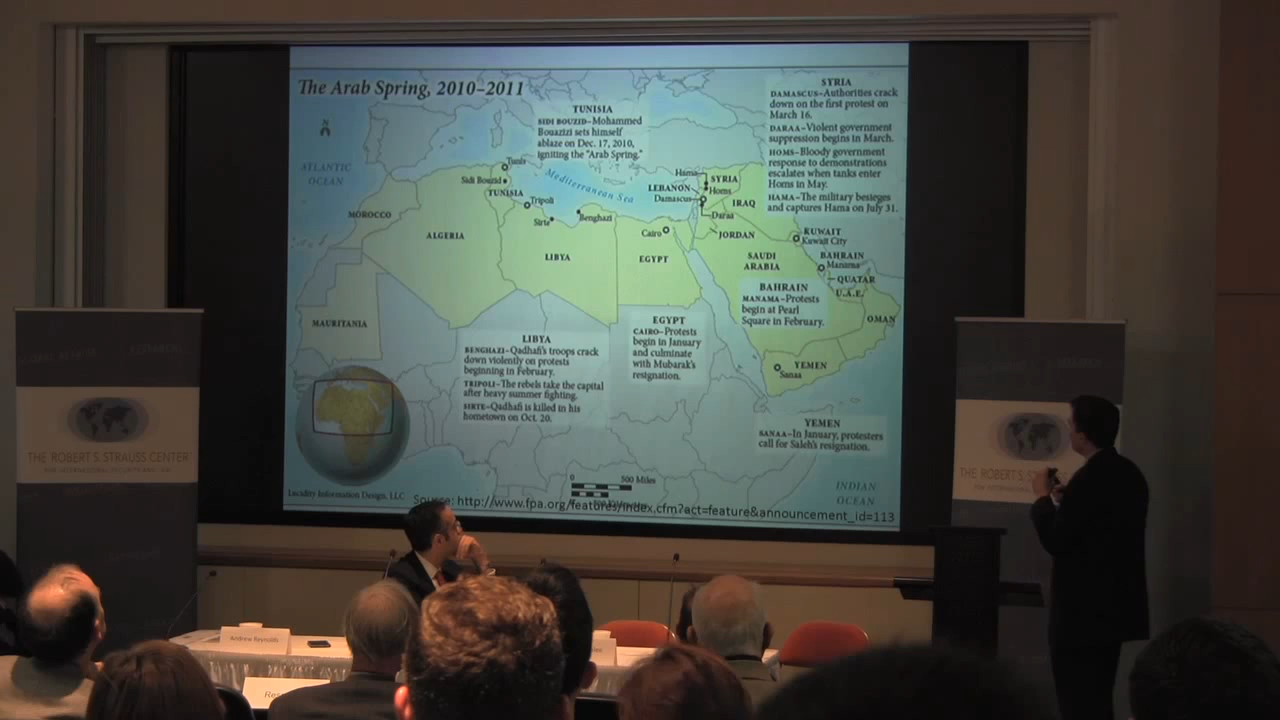 The Arab Spring, 2010–2011
N
ATLANTIC
OCEAN
TUNISIA
SIDI BOUZID–Mohammed
Bouazizi sets himself
ablaze on Dec. 17, 2010,
igniting the "Arab Spring."
SYRIA
DAMASCUS–Authorities crack
down on the first protest on
March 16.
DARAA–Violent government
suppression begins in March.
HOMS–Bloody government
response to demonstrations
escalates when tanks enter
Homs in May.
HAMA–The military besieges
and captures Hama on July 31.
Tunis
Sidi Bouzid
TUNISIA
Tripoli
Sirte
Benghazi
Mediterranean Sea
Hama
SYRIA
Homs
LEBANON
Damascus
IRAQ
Daraa
JORDAN
Cairo
MOROCCO
ALGERIA
LIBYA
EGYPT
SAUDI
ARABIA
KUWAIT
Kuwait City
BAHRAIN
Manama
QUATAR
U.A.E.
OMAN
BAHRAIN
MANAMA–Protests
begin at Pearl
Square in February.
MAURITANIA
LIBYA
BENGHAZI–Qadhafi's troops crack
down violently on protests
beginning in February.
TRIPOLI–The rebels take the capital
after heavy summer fighting.
SIRTE–Qadhafi is killed in his
hometown on Oct. 20.
EGYPT
CAIRO–Protests
begin in January
and culminate
with Mubarak's
resignation.
YEMEN
Sanaa
YEMEN
SANAA–In January, protesters
call for Saleh's resignation.
500 Miles
INDIAN
OCEAN
Lucidity Information Design, LLC
Source: http://www.fpa.org/features/index.cfm?act=feature&announcement_id=113
THE ROBERT S. STRAUSS CENTER
FOR INTERNATIONAL SECURITY AND LAW
THE ROBERT S.
Andrew Reynolds